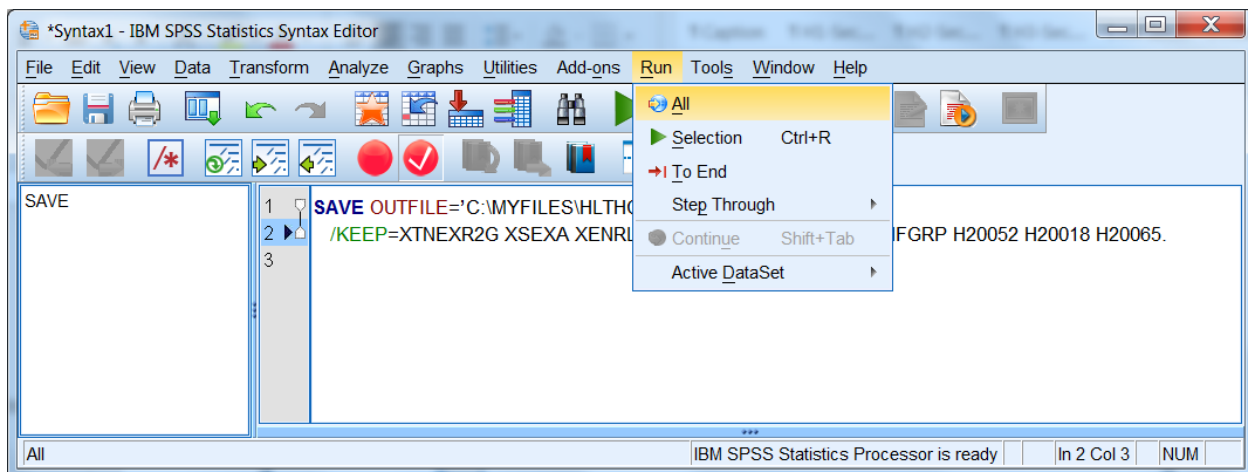 *Syntax1 - IBM SPSS Statistics Syntax Editor
File Edit View Data Transform Analyze Graphs Utilities Add-ons Run Tools Window Help
All
Selection Ctrl+R
To End
Step Through
Continue Shift+Tab
Active DataSet
SAVE
1 SAVE OUTFILE='C:\MYFILES\HLTH
2 /KEEP=XTNEXR2G XSEXA XENRL FGRP H20052 H20018 H20065.
3
All IBM SPSS Statistics Processor is ready In 2 Col 3 NUM